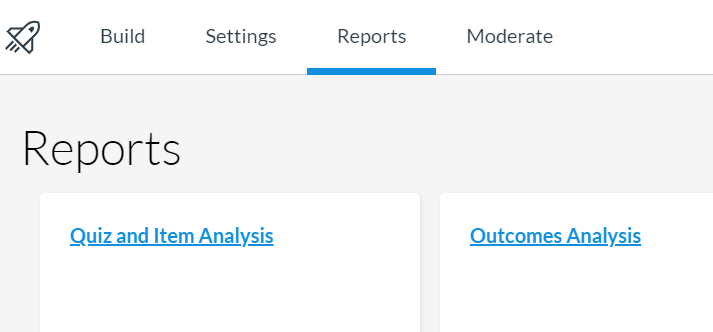 Build Settings Reports Moderate
Reports
Quiz and Item Analysis Outcomes Analysis